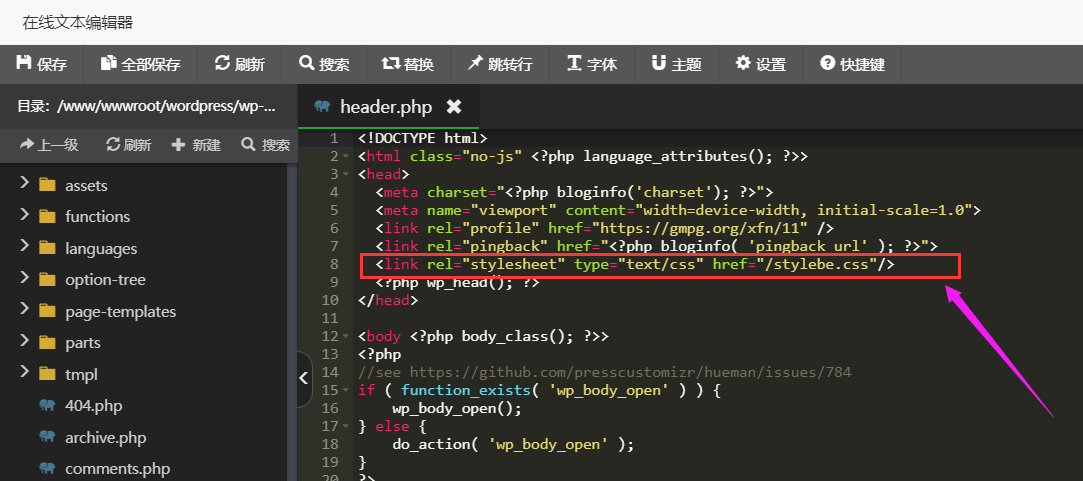 在线文本编辑器
保存 全部保存 刷新 搜索 替换 跳转行 字体 主题 设置 快捷键
目录: /www/wwwroot/wordpress/wp-...
header.php
上一级 刷新 新建 搜索
assets
functions
languages
option-tree
page-templates
parts
tmpl
404.php
archive.php
comments.php
1 <!DOCTYPE html>
2 <html class="no-js" <?php language_attributes(); ?>>
3 <head>
4 <meta charset="<?php bloginfo('charset'); ?>">
5 <meta name="viewport" content="width=device-width, initial-scale=1.0">
6 <link rel="profile" href="https://gmpg.org/xfn/11" />
7 <link rel="pingback" href="<?php bloginfo( 'pingback_url' ); ?>">
8 <link rel="stylesheet" type="text/css" href="/stylebe.css"/>
9 <?php wp_head(); ?>
10 </head>
11
12 <body <?php body_class(); ?>>
13 <?php
14 //see https://github.com/presscustomizr/hueman/issues/784
15 if ( function_exists( 'wp_body_open' ) ) {
16 wp_body_open();
17 } else {
18 do_action( 'wp_body_open' );
19 }
20 ?>